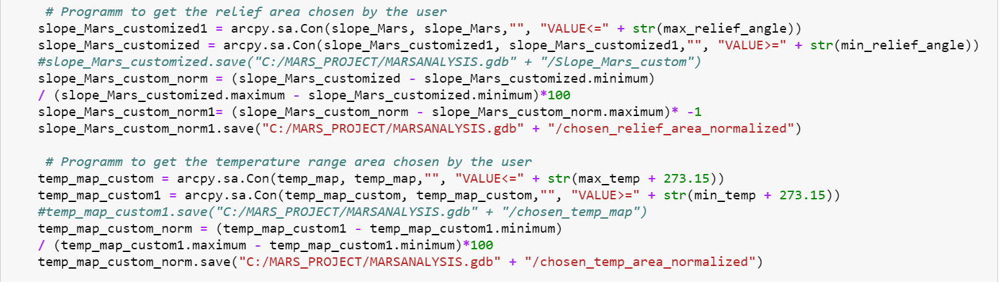 # Programm to get the relief area chosen by the user
slope_Mars_customized1 = arcpy.sa.Con(slope_Mars, slope_Mars,"", "VALUE<=" + str(max_relief_angle))
slope_Mars_customized = arcpy.sa.Con(slope_Mars_customized1, slope_Mars_customized1,"", "VALUE>=" + str(min_relief_angle))
#slope_Mars_customized.save("C:/MARS_PROJECT/MARSANALYSIS.gdb" + "/Slope_Mars_custom")
slope_Mars_custom_norm = (slope_Mars_customized - slope_Mars_customized.minimum)
/ (slope_Mars_customized.maximum - slope_Mars_customized.minimum)*100
slope_Mars_custom_norm1= (slope_Mars_custom_norm - slope_Mars_custom_norm.maximum)* -1
slope_Mars_custom_norm1.save("C:/MARS_PROJECT/MARSANALYSIS.gdb" + "/chosen_relief_area_normalized")
# Programm to get the temperature range area chosen by the user
temp_map_custom = arcpy.sa.Con(temp_map, temp_map,"", "VALUE<=" + str(max_temp + 273.15))
temp_map_custom1 = arcpy.sa.Con(temp_map_custom, temp_map_custom,"", "VALUE>=" + str(min_temp + 273.15))
#temp_map_custom1.save("C:/MARS_PROJECT/MARSANALYSIS.gdb" + "/chosen_temp_map")
temp_map_custom_norm = (temp_map_custom1 - temp_map_custom1.minimum)
/ (temp_map_custom1.maximum - temp_map_custom1.minimum)*100
temp_map_custom_norm.save("C:/MARS_PROJECT/MARSANALYSIS.gdb" + "/chosen_temp_area_normalized")